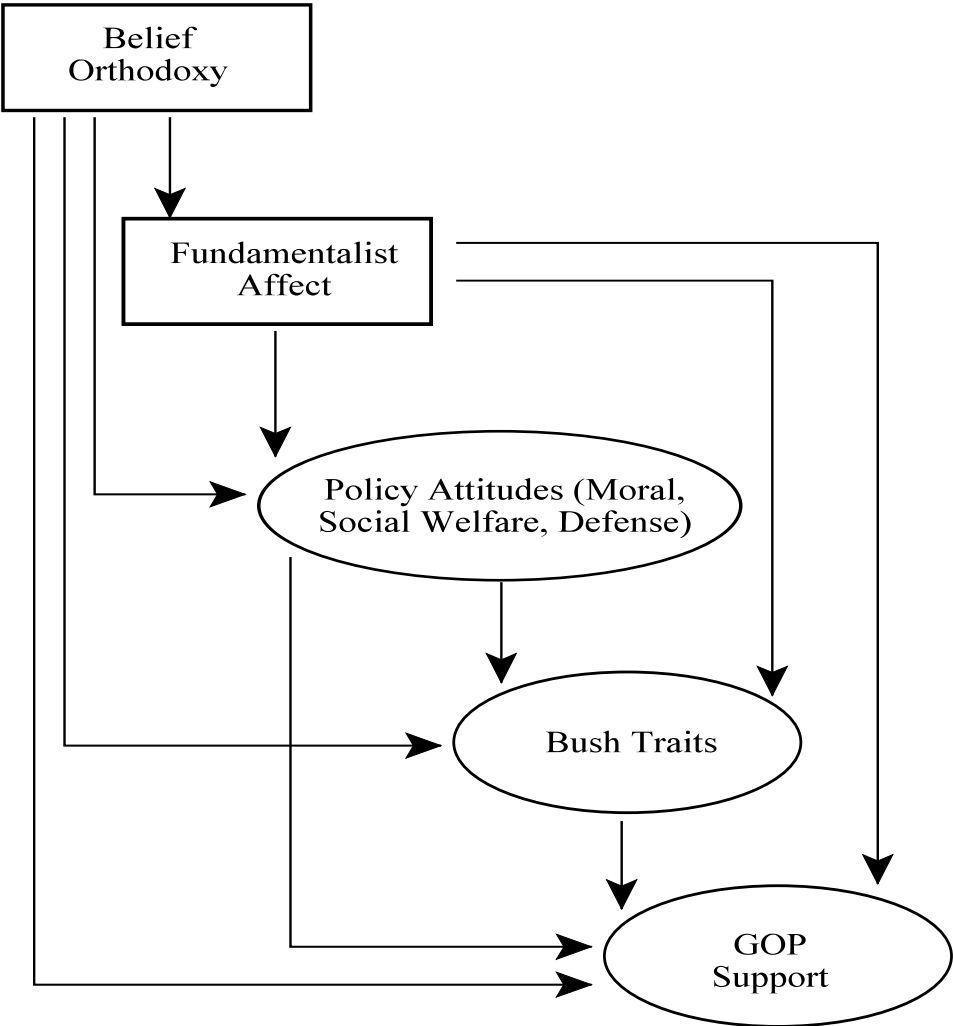 Belief
Orthodoxy
Fundamentalist
Affect
Policy Attitudes (Moral,
Social Welfare, Defense)
Bush Traits
GOP
Support